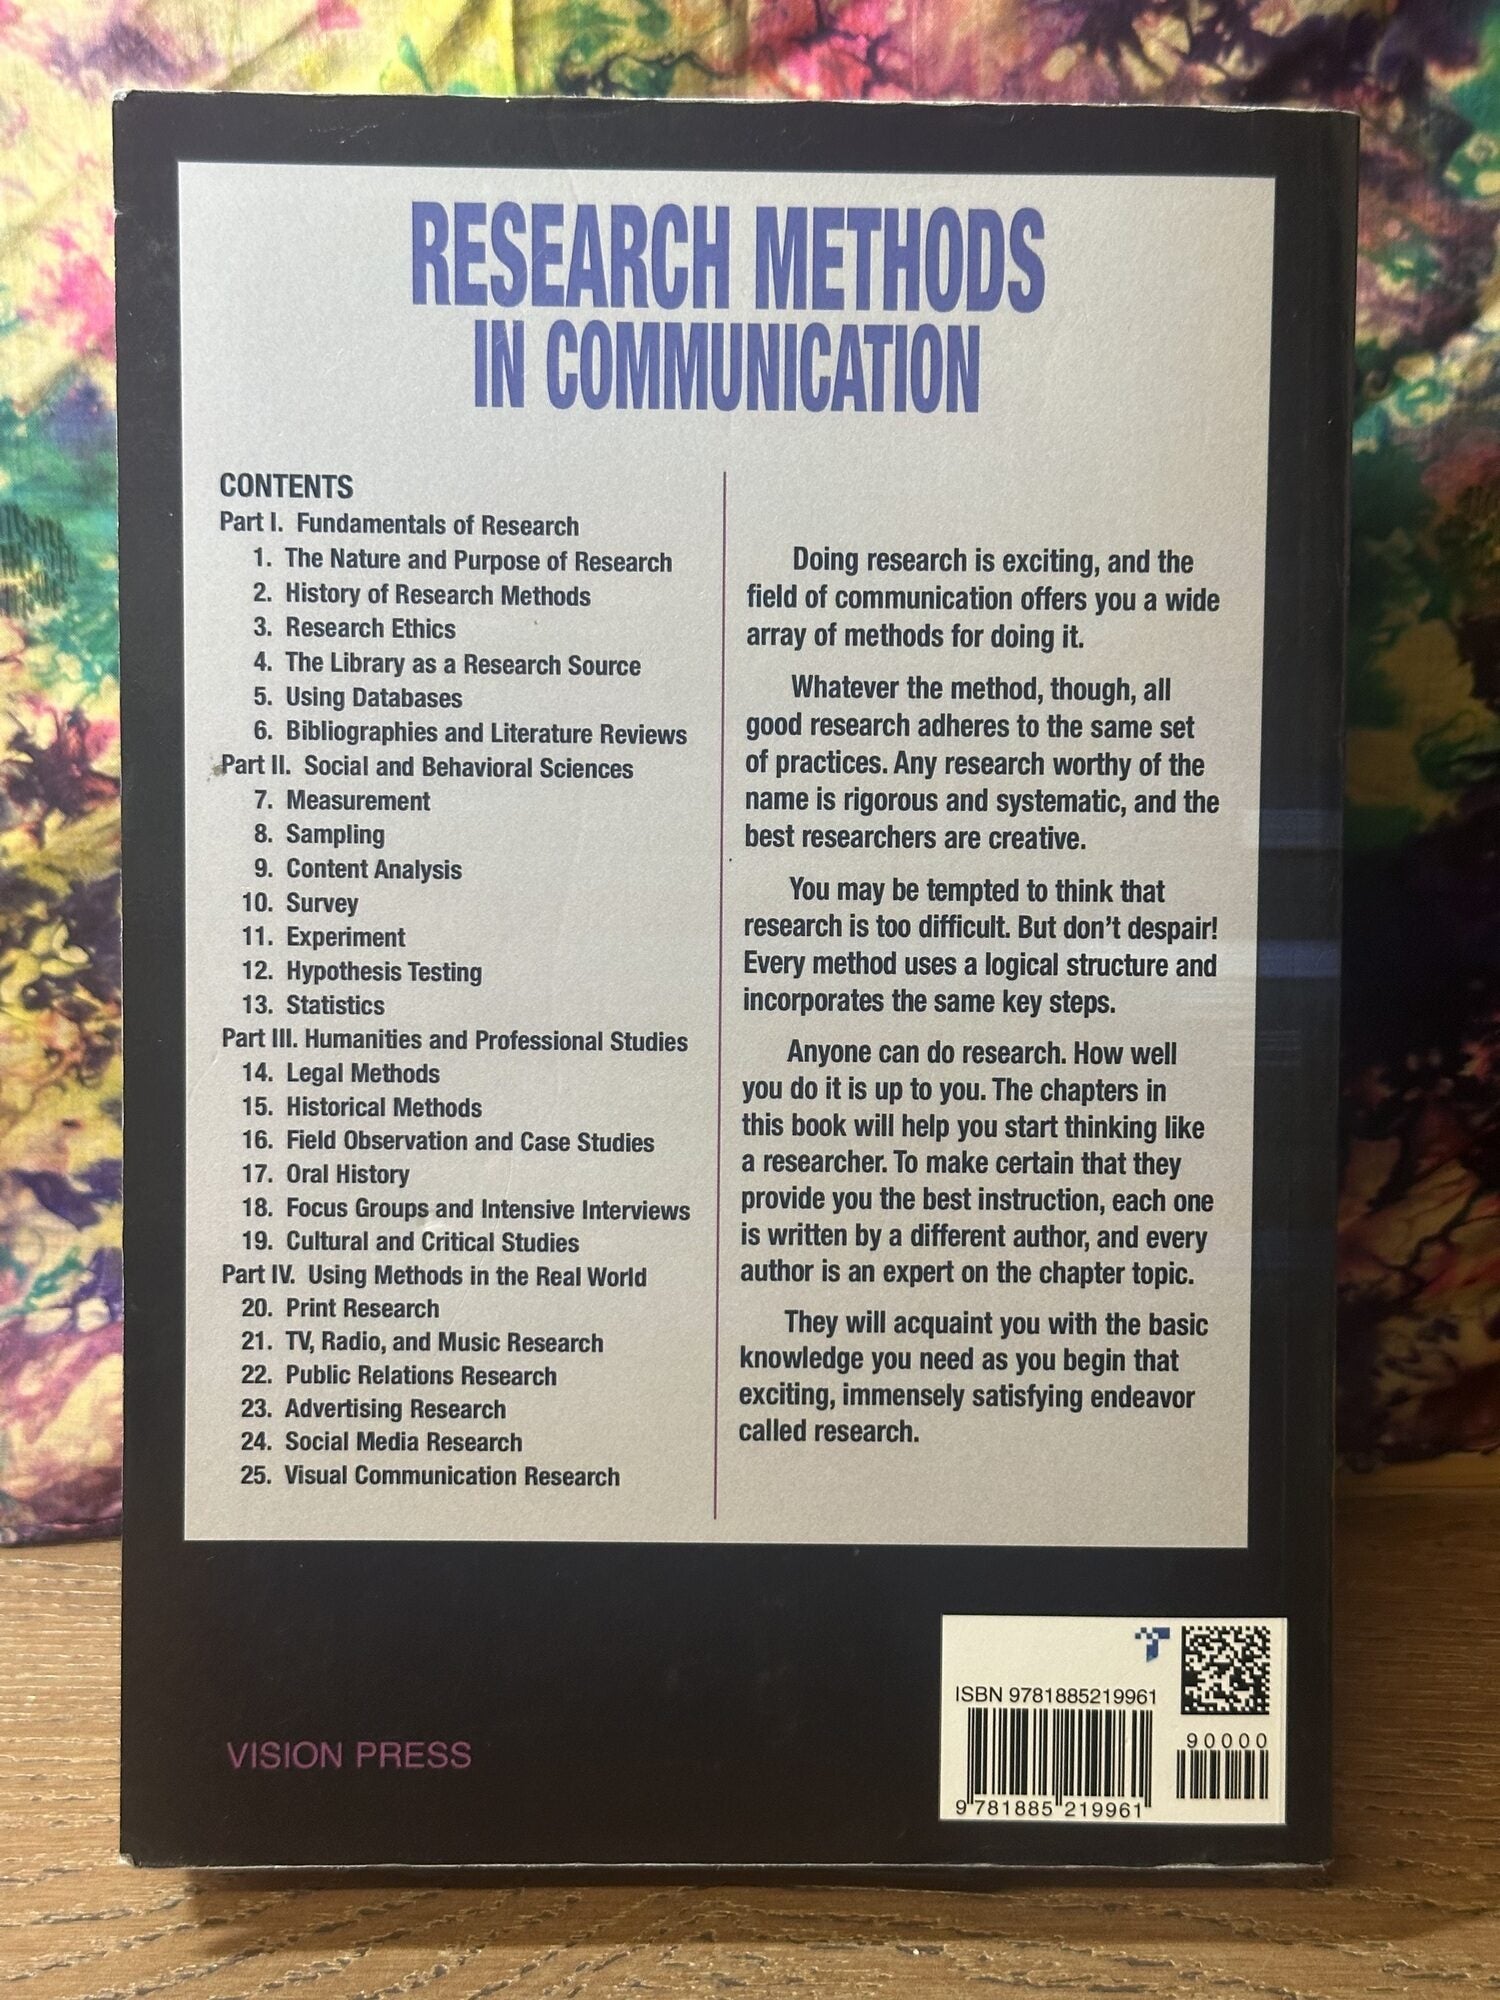 RESEARCH METHODS
IN COMMUNICATION
CONTENTS
Part I. Fundamentals of Research
1. The Nature and Purpose of Research
2. History of Research Methods
3. Research Ethics
4. The Library as a Research Source
5. Using Databases
6. Bibliographies and Literature Reviews
Part II. Social and Behavioral Sciences
7. Measurement
8. Sampling
9. Content Analysis
10. Survey
11. Experiment
12. Hypothesis Testing
13. Statistics
Part III. Humanities and Professional Studies
14. Legal Methods
15. Historical Methods
16. Field Observation and Case Studies
17. Oral History
18. Focus Groups and Intensive Interviews
19. Cultural and Critical Studies
Part IV. Using Methods in the Real World
20. Print Research
21. TV, Radio, and Music Research
22. Public Relations Research
23. Advertising Research
24. Social Media Research
25. Visual Communication Research
Doing research is exciting, and the
field of communication offers you a wide
array of methods for doing it.
Whatever the method, though, all
good research adheres to the same set
of practices. Any research worthy of the
name is rigorous and systematic, and the
best researchers are creative.
You may be tempted to think that
research is too difficult. But don't despair!
Every method uses a logical structure and
incorporates the same key steps.
Anyone can do research. How well
you do it is up to you. The chapters in
this book will help you start thinking like
a researcher. To make certain that they
provide you the best instruction, each one
is written by a different author, and every
author is an expert on the chapter topic.
They will acquaint you with the basic
knowledge you need as you begin that
exciting, immensely satisfying endeavor
called research.
VISION PRESS
ISBN 9781885219961
90000
9 781885 219961